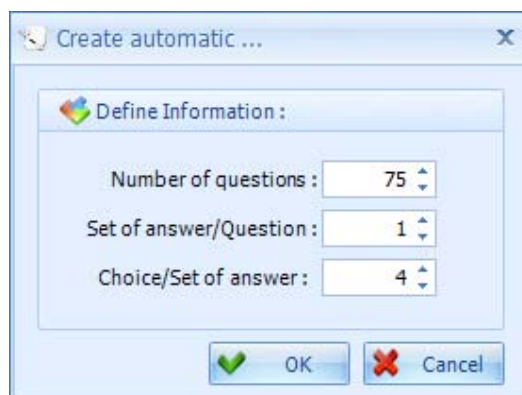 Create automatic ...
Define Information :
Number of questions : 75
Set of answer/Question : 1
Choice/Set of answer : 4
OK Cancel